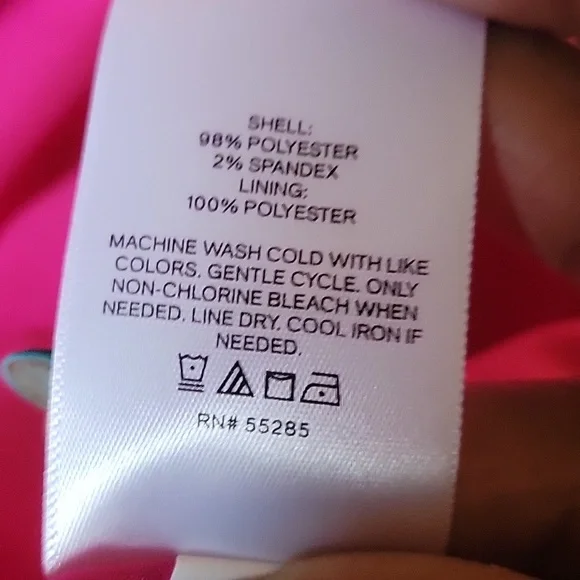 SHELL:
98% POLYESTER
2% SPANDEX
LINING:
100% POLYESTER
MACHINE WASH COLD WITH LIKE
COLORS. GENTLE CYCLE. ONLY
NON-CHLORINE BLEACH WHEN
NEEDED. LINE DRY. COOL IRON IF
NEEDED.
RN# 55285